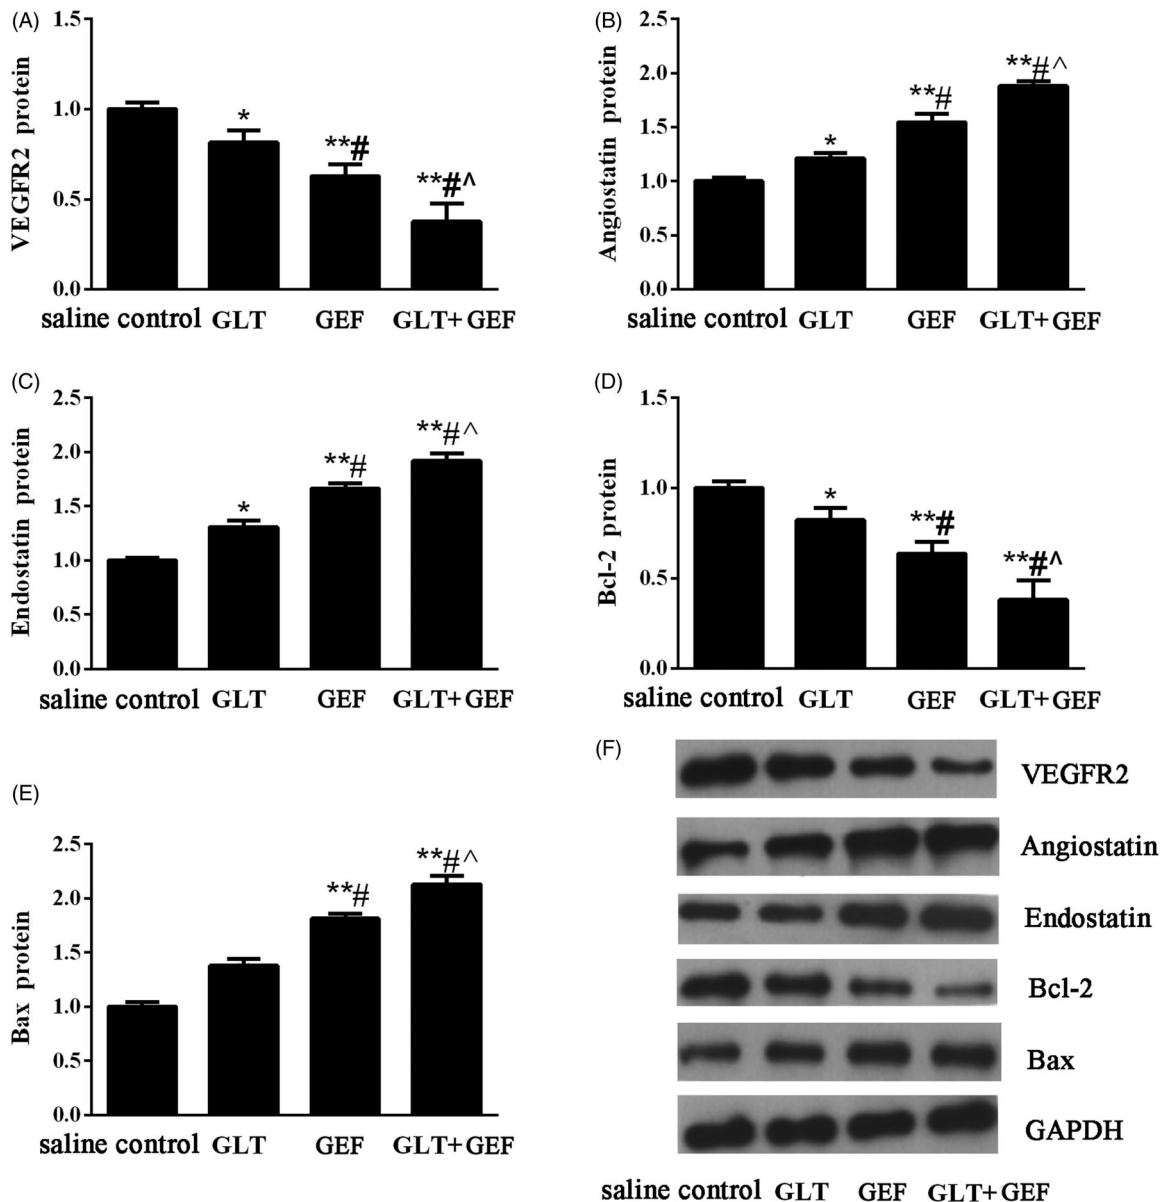 (A)
VEGFR2 protein
1.5
1.0
0.5
0.0
*
**#
**#^
saline control GLT GEF GLT+GEF
(B)
Angiostatin protein
2.5
2.0
1.5
1.0
0.5
0.0
*
**#
**#^
saline control GLT GEF GLT+GEF
(C)
Endostatin protein
2.5
2.0
1.5
1.0
0.5
0.0
*
**#
**#^
saline control GLT GEF GLT+GEF
(D)
Bcl-2 protein
1.5
1.0
0.5
0.0
*
**#
**#^
saline control GLT GEF GLT+GEF
(E)
Bax protein
2.5
2.0
1.5
1.0
0.5
0.0
**#
**#^
saline control GLT GEF GLT+GEF
(F)
VEGFR2
Angiostatin
Endostatin
Bcl-2
Bax
GAPDH
saline control GLT GEF GLT+GEF